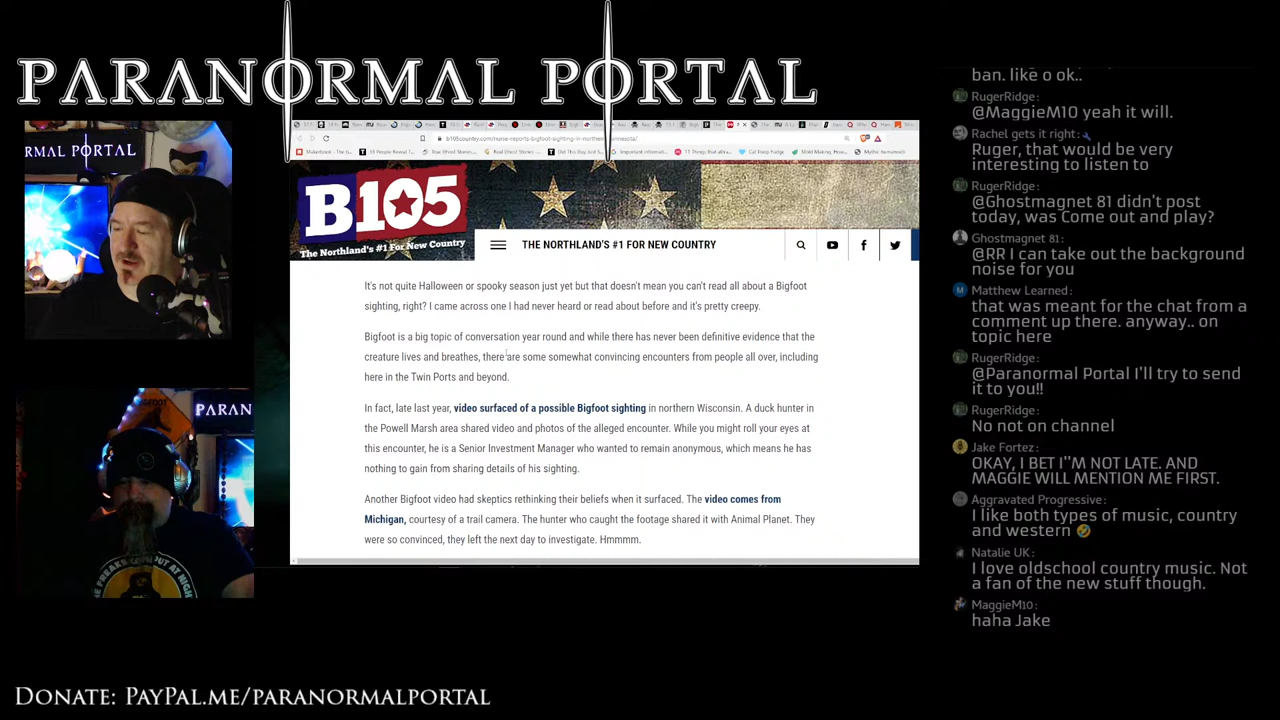 PARANORMAL PORTAL
RMAL PORTAL
PARAN
THE FREAKS COME OUT AT NIGHT
b105country.com/nurse-reports-bigfoot-sighting-in-northern-minnesota/
B105
The Northland's #1 For New Country
THE NORTHLAND'S #1 FOR NEW COUNTRY
It's not quite Halloween or spooky season just yet but that doesn't mean you can't read all about a Bigfoot
sighting, right? I came across one I had never heard or read about before and it's pretty creepy.
Bigfoot is a big topic of conversation year round and while there has never been definitive evidence that the
creature lives and breathes, there are some somewhat convincing encounters from people all over, including
here in the Twin Ports and beyond.
In fact, late last year, video surfaced of a possible Bigfoot sighting in northern Wisconsin. A duck hunter in
the Powell Marsh area shared video and photos of the alleged encounter. While you might roll your eyes at
this encounter, he is a Senior Investment Manager who wanted to remain anonymous, which means he has
nothing to gain from sharing details of his sighting.
Another Bigfoot video had skeptics rethinking their beliefs when it surfaced. The video comes from
Michigan, courtesy of a trail camera. The hunter who caught the footage shared it with Animal Planet. They
were so convinced, they left the next day to investigate. Hmmmm.
ban. like o ok..
RugerRidge:
@MaggieM10 yeah it will.
Rachel gets it right:
Ruger, that would be very
interesting to listen to
RugerRidge:
@Ghostmagnet 81 didn't post
today, was Come out and play?
Ghostmagnet 81:
@RR I can take out the background
noise for you
Matthew Learned:
that was meant for the chat from a
comment up there. anyway.. on
topic here
RugerRidge:
@Paranormal Portal I'll try to send
it to you!!
RugerRidge:
No not on channel
Jake Fortez:
OKAY, I BET I"M NOT LATE. AND
MAGGIE WILL MENTION ME FIRST.
Aggravated Progressive:
I like both types of music, country
and western 🤣
Natalie UK:
I love oldschool country music. Not
a fan of the new stuff though.
MaggieM10:
haha Jake
DONATE: PAYPAL.ME/PARANORMALPORTAL